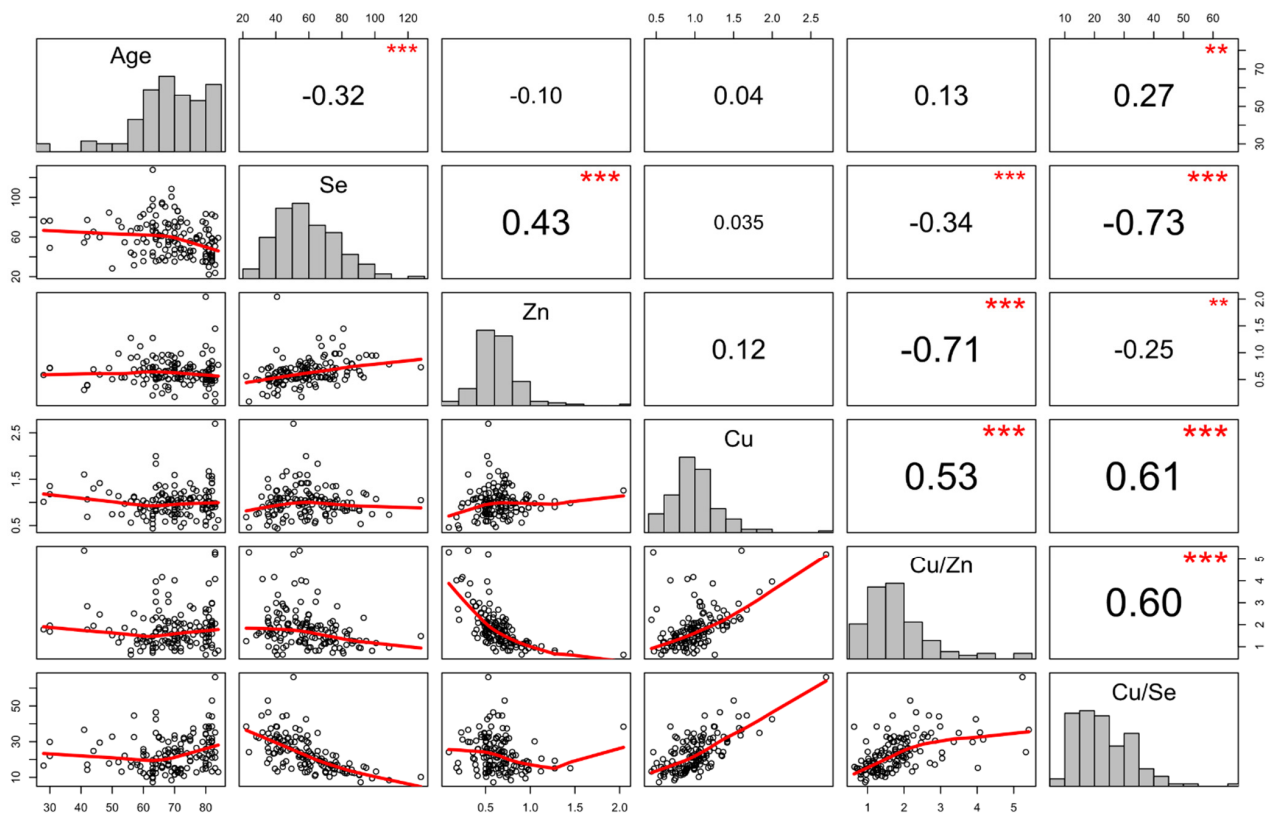 20 40 60 80 100 120 0.5 1.0 1.5 2.0 2.5 10 20 30 40 50 60
Age *** -0.32 -0.10 0.04 0.13 ** 0.27 30 50 70
20 60 100 Se *** 0.43 0.035 *** -0.34 *** -0.73
Zn 0.12 *** -0.71 ** -0.25 0.5 1.0 1.5 2.0
0.5 1.5 2.5 Cu *** 0.53 *** 0.61
Cu/Zn *** 0.60 1 2 3 4 5
10 30 50 Cu/Se
30 40 50 60 70 80 0.5 1.0 1.5 2.0 1 2 3 4 5